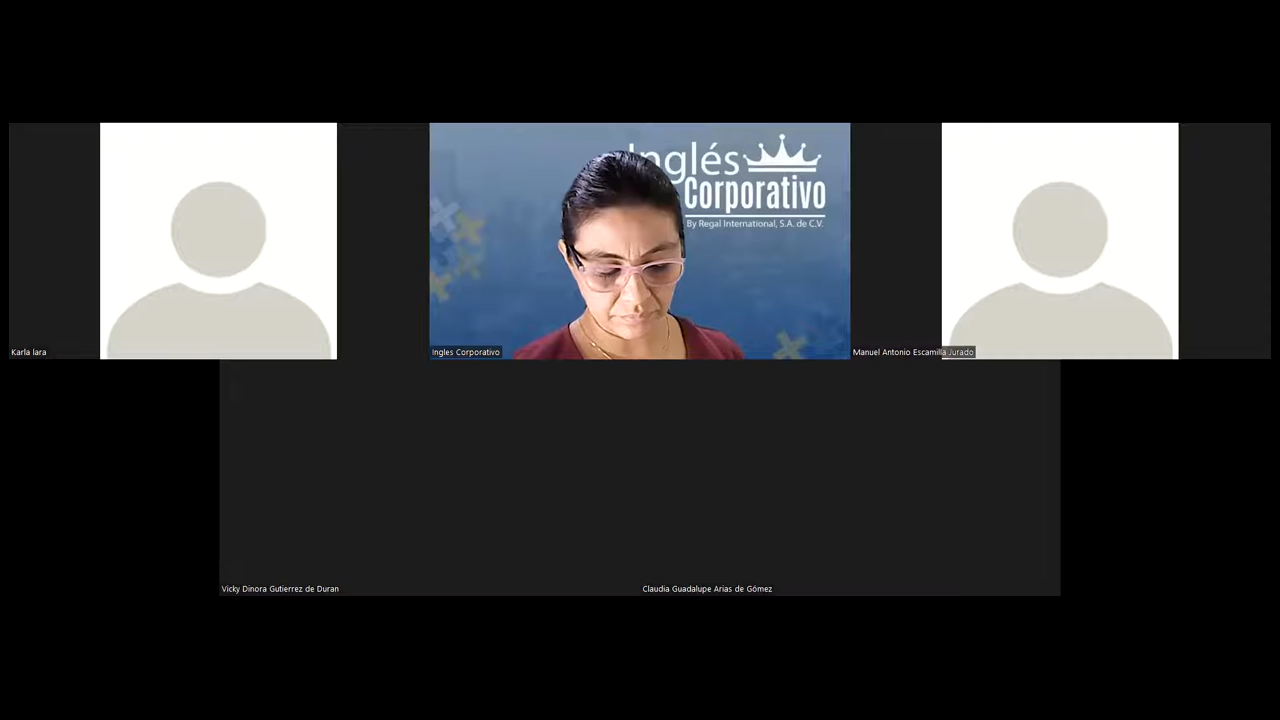 Inglés
Corporativo
By Regal International, S.A. de C.V.
Karla lara
Ingles Corporativo
Manuel Antonio Escamilla Jurado
Vicky Dinora Gutierrez de Duran
Claudia Guadalupe Arias de Gómez